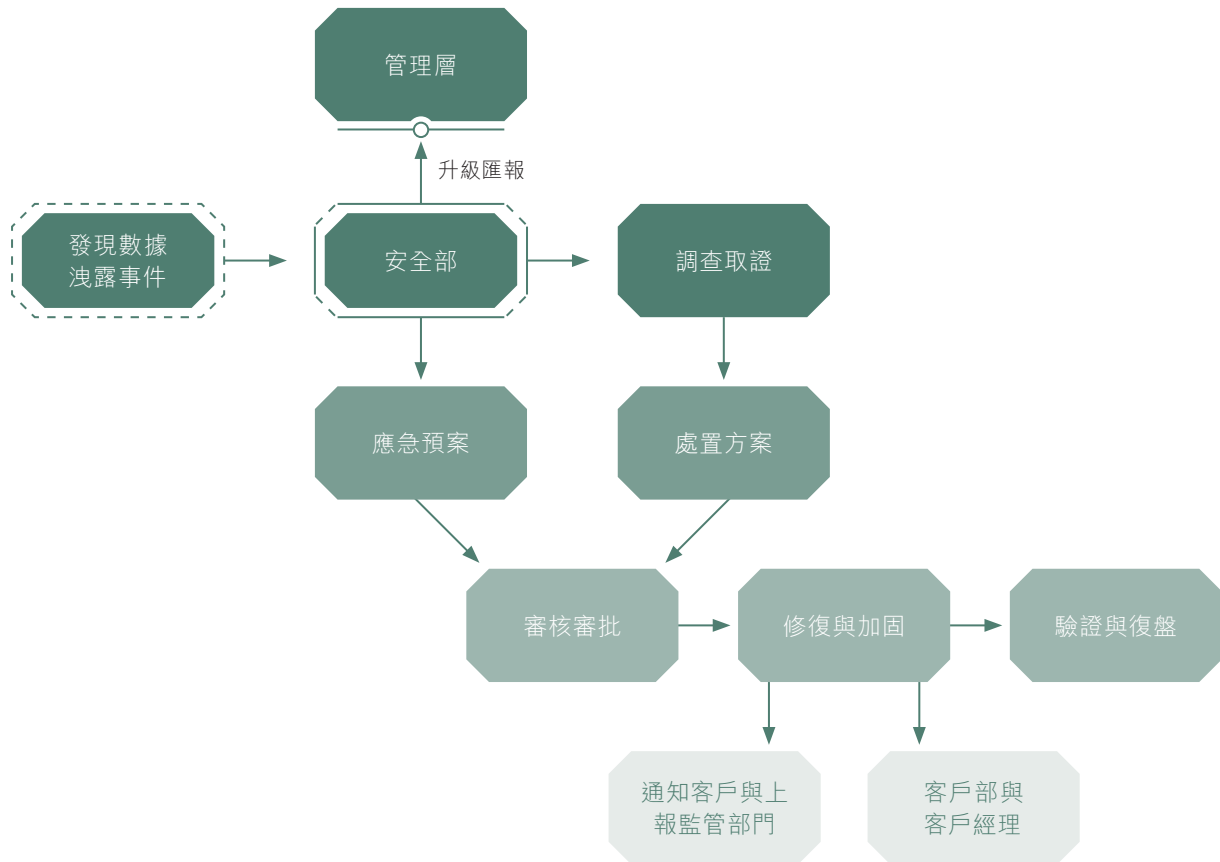 管理層
升級匯報
發現數據
洩露事件
安全部
調查取證
應急預案
處置方案
審核審批
修復與加固
驗證與復盤
通知客戶與上
報監管部門
客戶部與
客戶經理